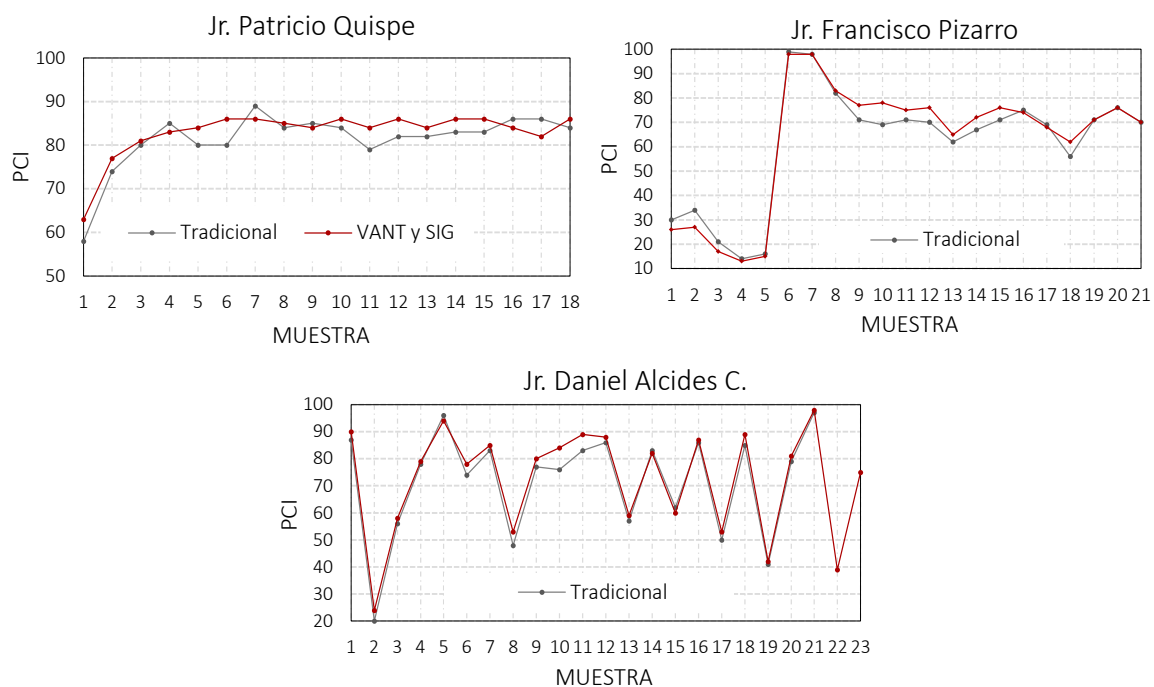 Jr. Patricio Quispe
100
90
80
70
60
50
PCI
Tradicional VANT y SIG
1 2 3 4 5 6 7 8 9 10 11 12 13 14 15 16 17 18
MUESTRA
Jr. Francisco Pizarro
100
90
80
70
60
50
40
30
20
10
PCI
Tradicional
1 2 3 4 5 6 7 8 9 10 11 12 13 14 15 16 17 18 19 20 21
MUESTRA
Jr. Daniel Alcides C.
100
90
80
70
60
50
40
30
20
PCI
Tradicional
1 2 3 4 5 6 7 8 9 10 11 12 13 14 15 16 17 18 19 20 21 22 23
MUESTRA